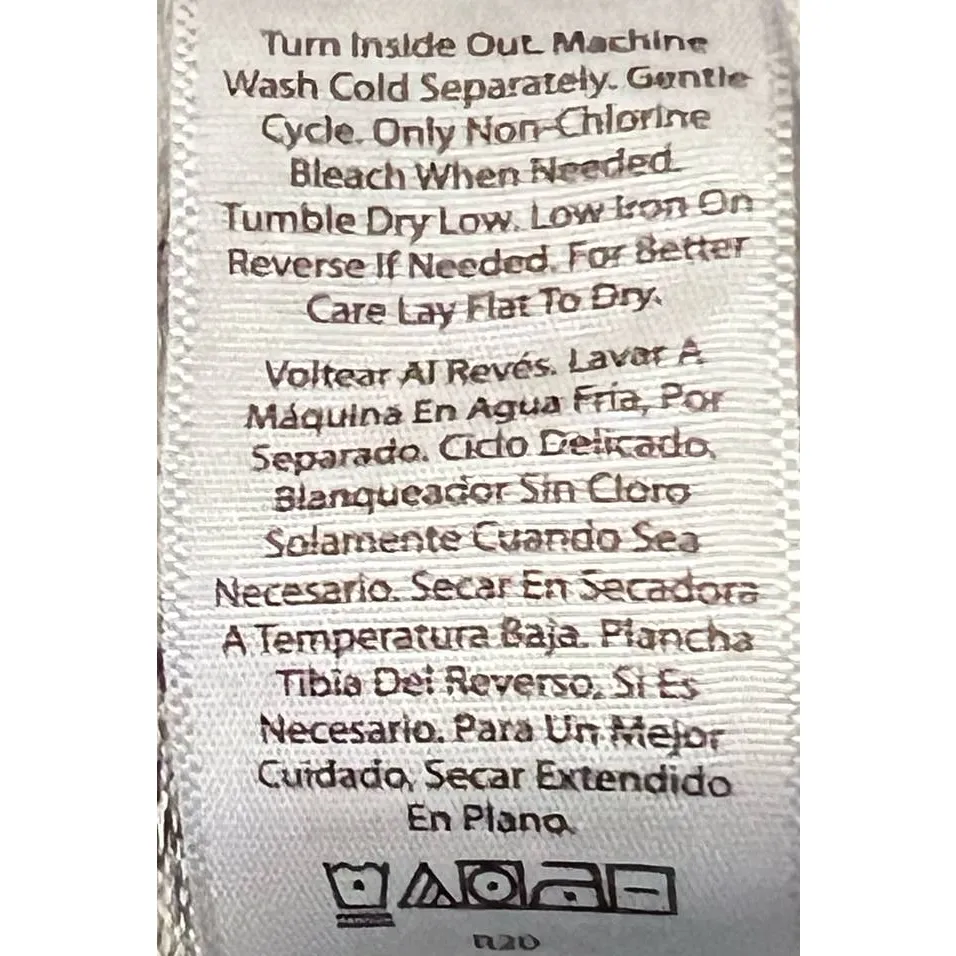 Turn Inside Out. Machine
Wash Cold Separately. Gentle
Cycle. Only Non-Chlorine
Bleach When Needed.
Tumble Dry Low. Low Iron On
Reverse If Needed. For Better
Care Lay Flat To Dry.
Voltear Al Revés. Lavar A
Máquina En Agua Fría, Por
Separado. Ciclo Delicado.
Blanqueador Sin Cloro
Solamente Cuando Sea
Necesario. Secar En Secadora
A Temperatura Baja. Plancha
Tibia Del Reverso, Si Es
Necesario. Para Un Mejor
Cuidado, Secar Extendido
En Plano.